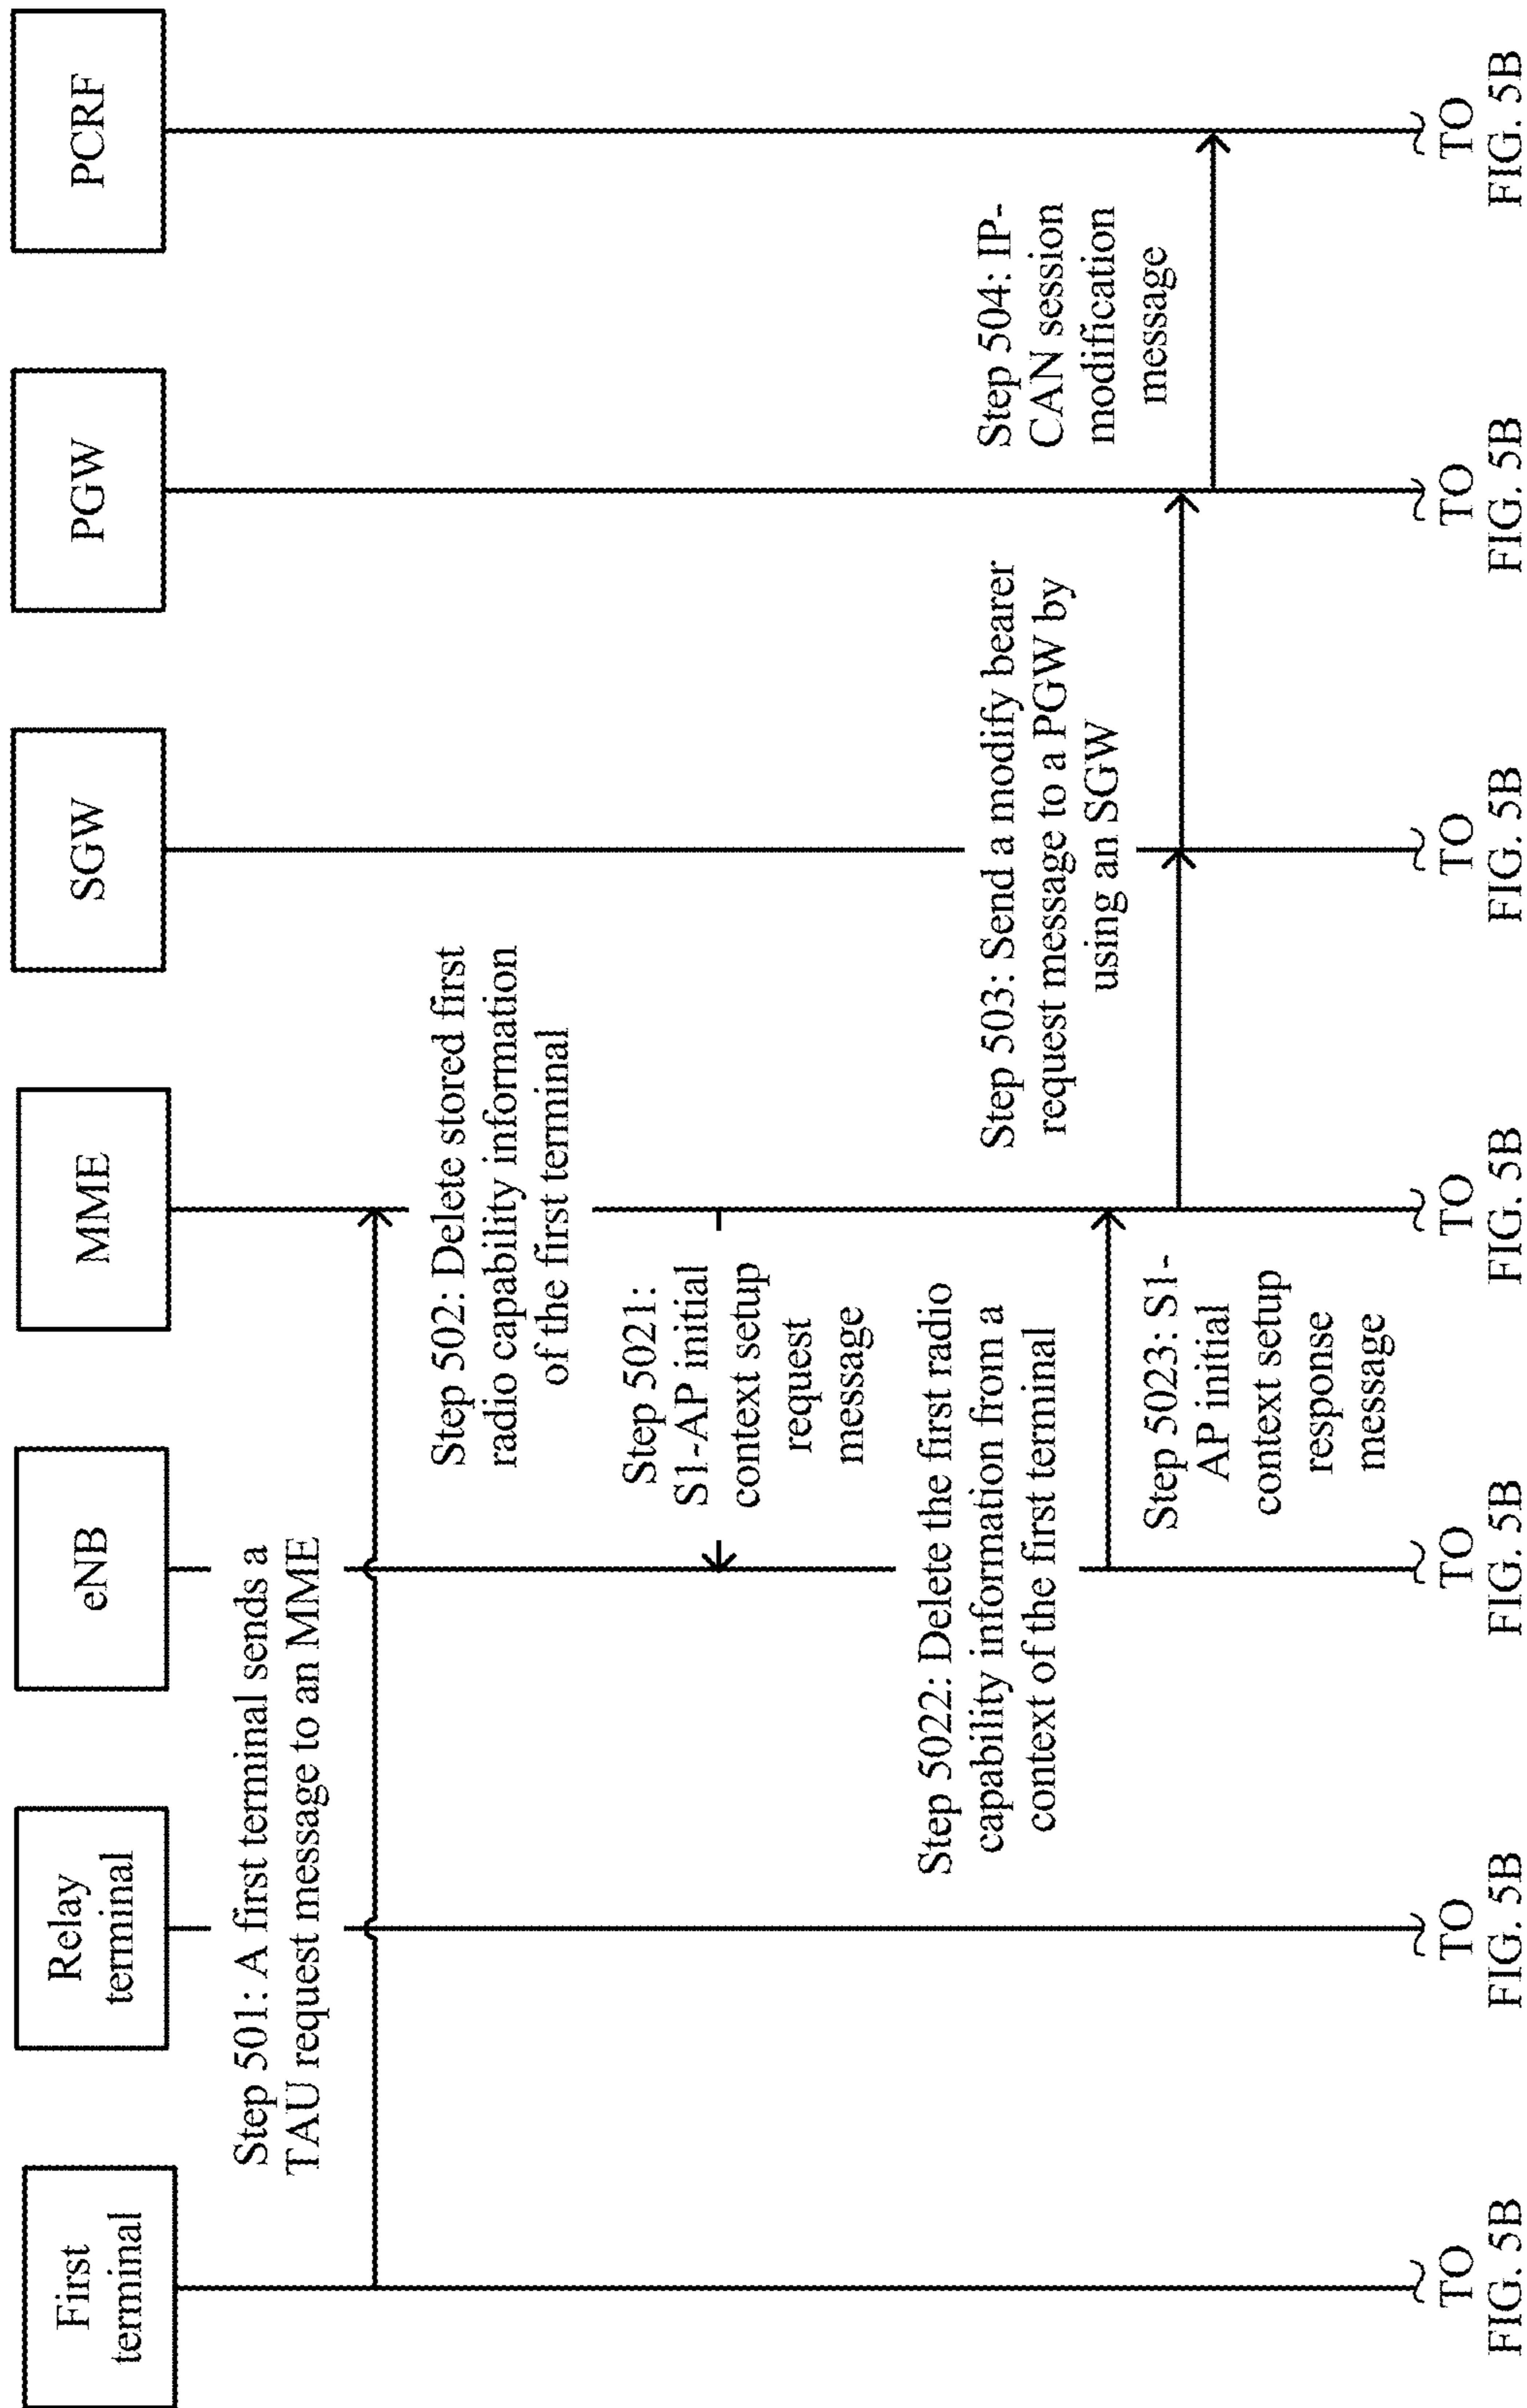 First
terminal
Relay
terminal
eNB
MME
SGW
PGW
PCRF
Step 501: A first terminal sends a
TAU request message to an MME
Step 502: Delete stored first
radio capability information
of the first terminal
Step 5021:
S1-AP initial
context setup
request
message
Step 5022: Delete the first radio
capability information from a
context of the first terminal
Step 5023: S1-
AP initial
context setup
response
message
Step 503: Send a modify bearer
request message to a PGW by
using an SGW
Step 504: IP-
CAN session
modification
message
TO
FIG. 5B
TO
FIG. 5B
TO
FIG. 5B
TO
FIG. 5B
TO
FIG. 5B
TO
FIG. 5B
TO
FIG. 5B